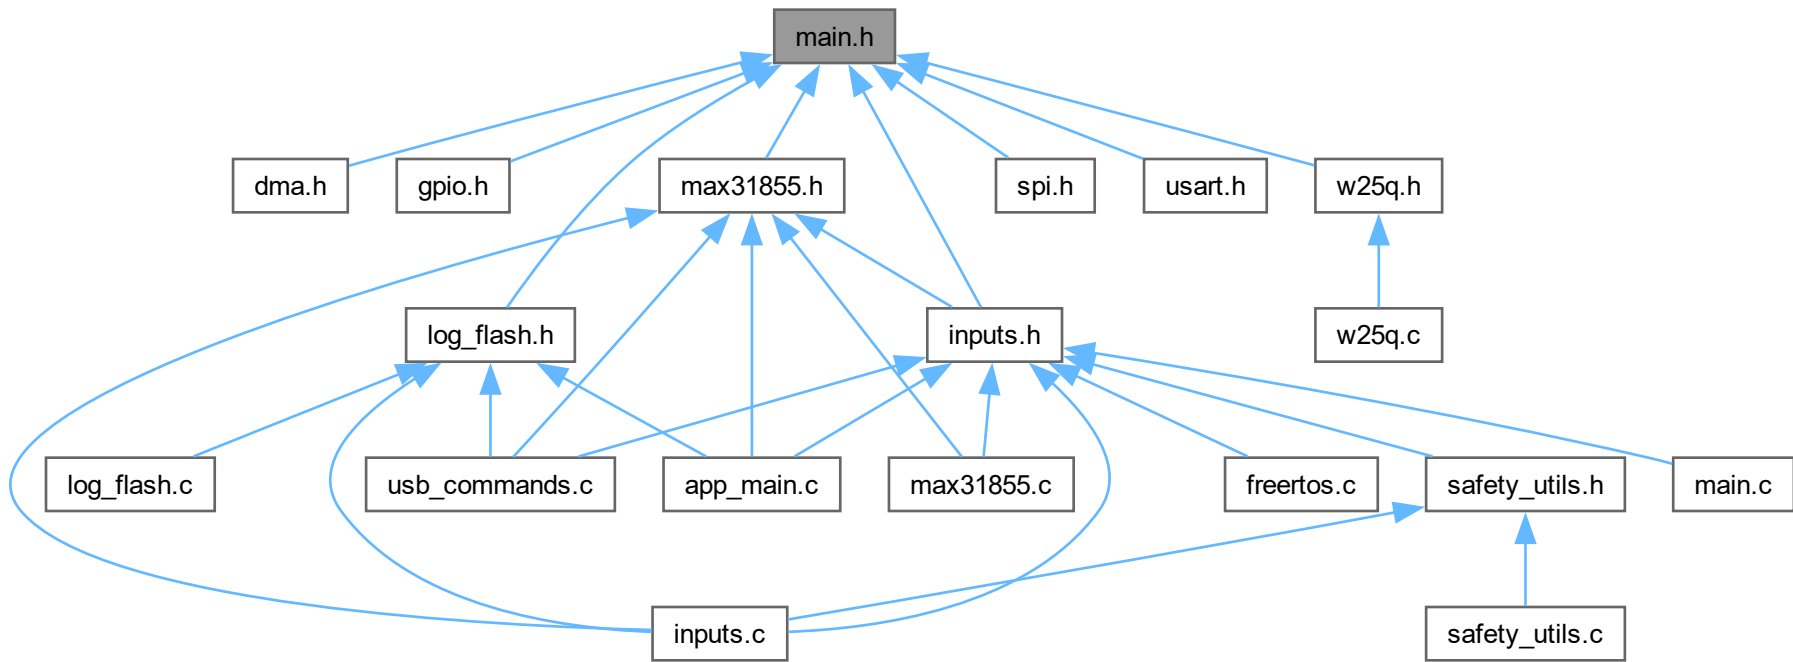 main.h
dma.h
gpio.h
max31855.h
spi.h
usart.h
w25q.h
log_flash.h
inputs.h
w25q.c
log_flash.c
usb_commands.c
app_main.c
max31855.c
freertos.c
safety_utils.h
main.c
inputs.c
safety_utils.c